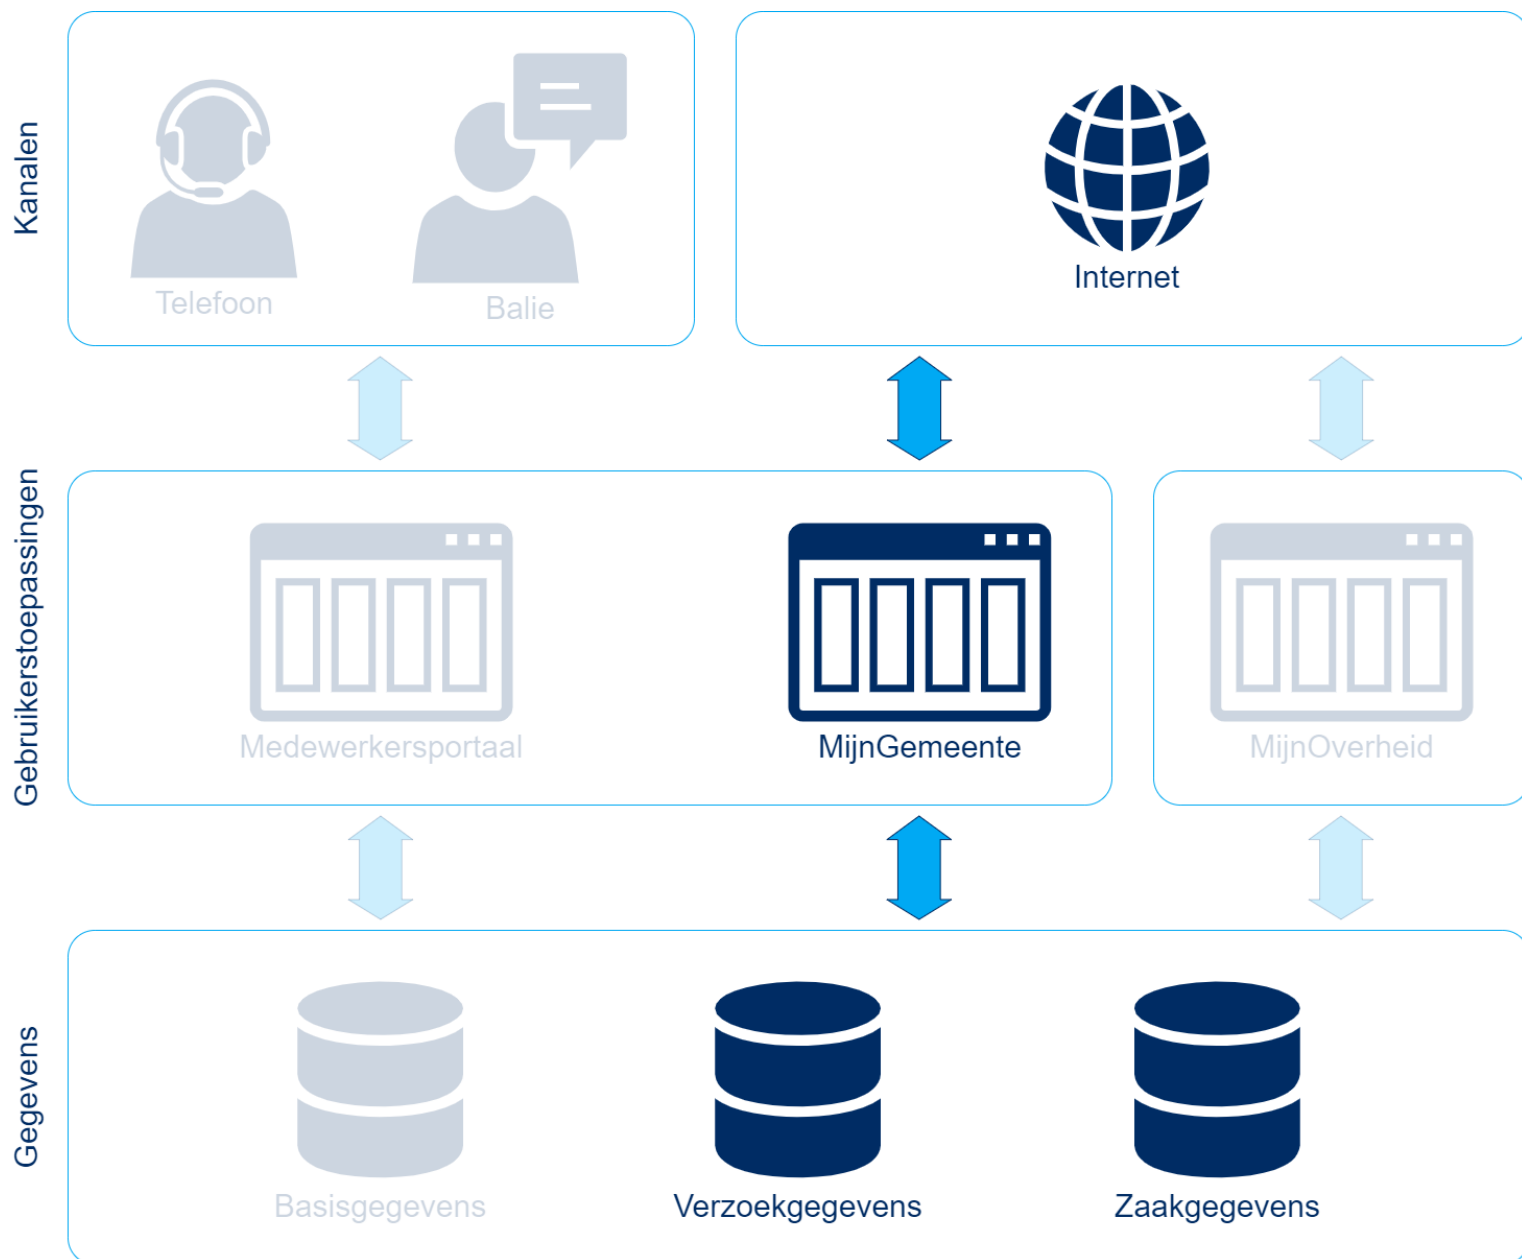 Kanalen
Telefoon
Balie
Internet
Gebruikerstoepassingen
Medewerkersportaal
MijnGemeente
MijnOverheid
Gegevens
Basisgegevens
Verzoekgegevens
Zaakgegevens